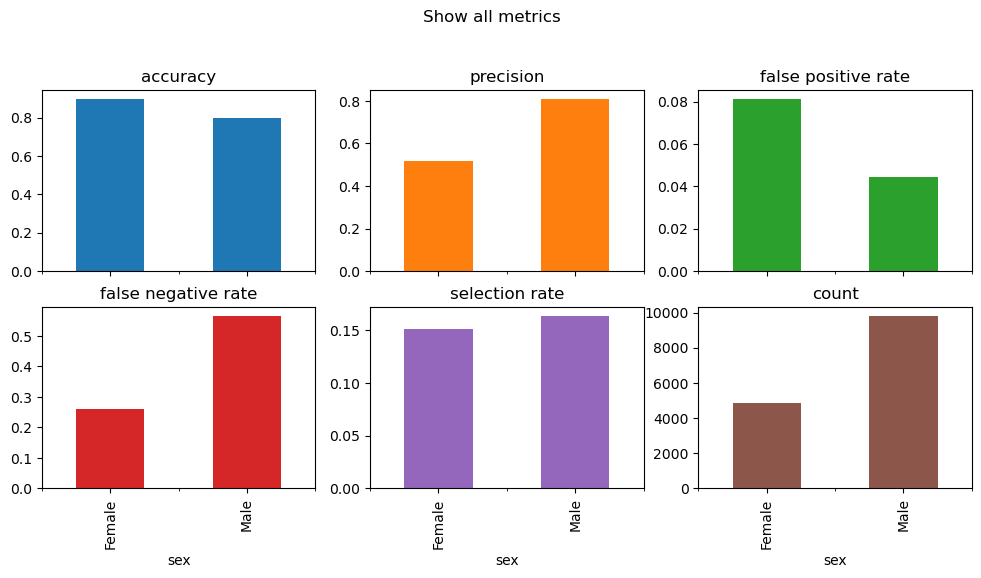 Show all metrics
accuracy
0.8
0.6
0.4
0.2
0.0
precision
0.8
0.6
0.4
0.2
0.0
false positive rate
0.08
0.06
0.04
0.02
0.00
false negative rate
0.5
0.4
0.3
0.2
0.1
0.0
Female
Male
sex
selection rate
0.15
0.10
0.05
0.00
Female
Male
sex
count
10000
8000
6000
4000
2000
0
Female
Male
sex